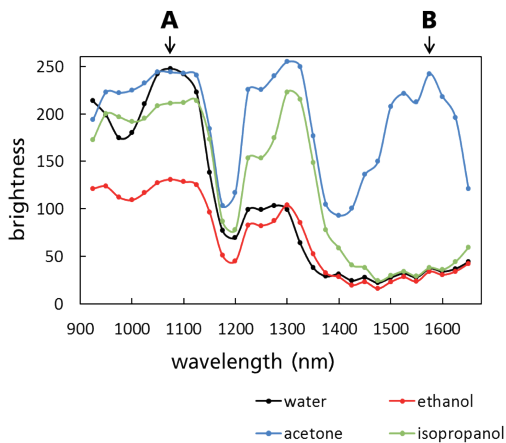 A B
250
200
150
100
50
0
brightness
900 1000 1100 1200 1300 1400 1500 1600
wavelength (nm)
water ethanol
acetone isopropanol